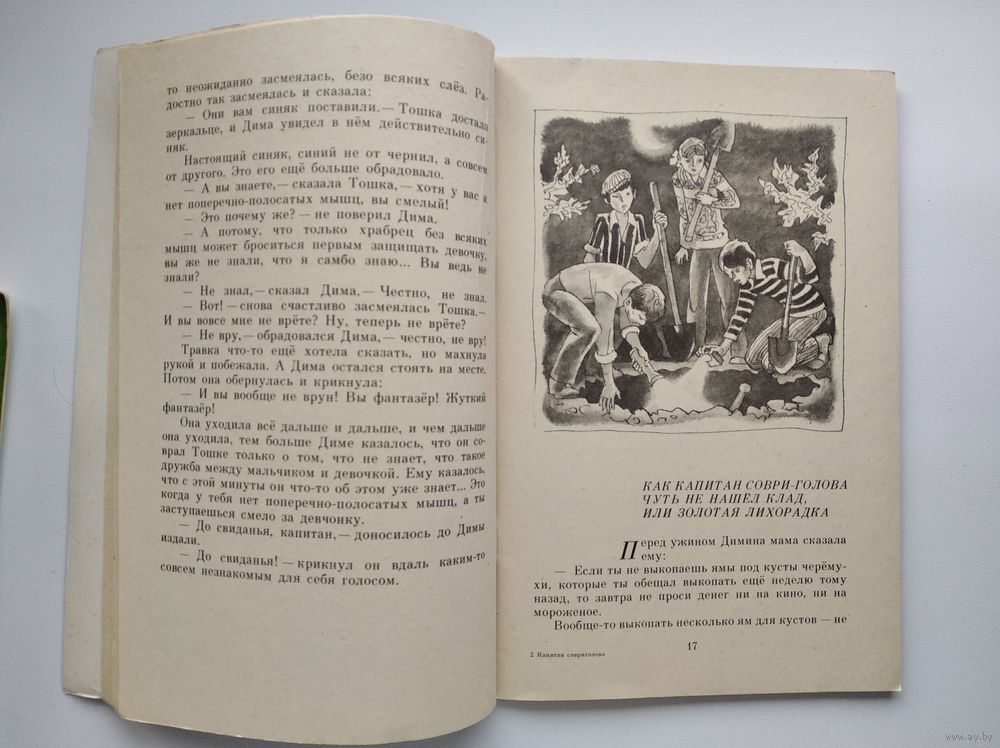 то неожиданно засмеялась, безо всяких слёз. Ра-
достно так засмеялась и сказала:
— Они вам синяк поставили.— Тошка достала
зеркальце, и Дима увидел в нём действительно си-
няк.
Настоящий синяк, синий не от чернил, а совсем
от другого. Это его ещё больше обрадовало.
— А вы знаете,— сказала Тошка,— хотя у вас и
нет поперечно-полосатых мышц, вы смелый!
— Это почему же? — не поверил Дима.
— А потому, что только храбрец без всяких
мышц может броситься первым защищать девочку,
вы же не знали, что я самбо знаю... Вы ведь не
знали?
— Не знал,— сказал Дима.— Честно, не знал.
— Вот! — снова счастливо засмеялась Тошка.—
И вы вовсе мне не врёте? Ну, теперь не врёте?
— Не вру,— обрадовался Дима,— честно, не вру!
Травка что-то ещё хотела сказать, но махнула
рукой и побежала. А Дима остался стоять на месте.
Потом она обернулась и крикнула:
— И вы вообще не врун! Вы фантазёр! Жуткий
фантазёр!
Она уходила всё дальше и дальше, и чем дальше
она уходила, тем больше Диме казалось, что он со-
врал Тошке только о том, что не знает, что такое
дружба между мальчиком и девочкой. Ему казалось,
что с этой минуты он что-то об этом уже знает... Это
когда у тебя нет поперечно-полосатых мышц, а ты
заступаешься смело за девчонку.
— До свиданья, капитан,— доносилось до Димы
издали.
— До свиданья! — крикнул он вдаль каким-то
совсем незнакомым для себя голосом.
КАК КАПИТАН СОВРИ-ГОЛОВА
ЧУТЬ НЕ НАШЁЛ КЛАД,
ИЛИ ЗОЛОТАЯ ЛИХОРАДКА
Перед ужином Димина мама сказала
ему:
— Если ты не выкопаешь ямы под кусты черёму-
хи, которые ты обещал выкопать ещё неделю тому
назад, то завтра не проси денег ни на кино, ни на
мороженое.
Вообще-то выкопать несколько ям для кустов — не
2 Капитан совриголова
17
www.ay.by